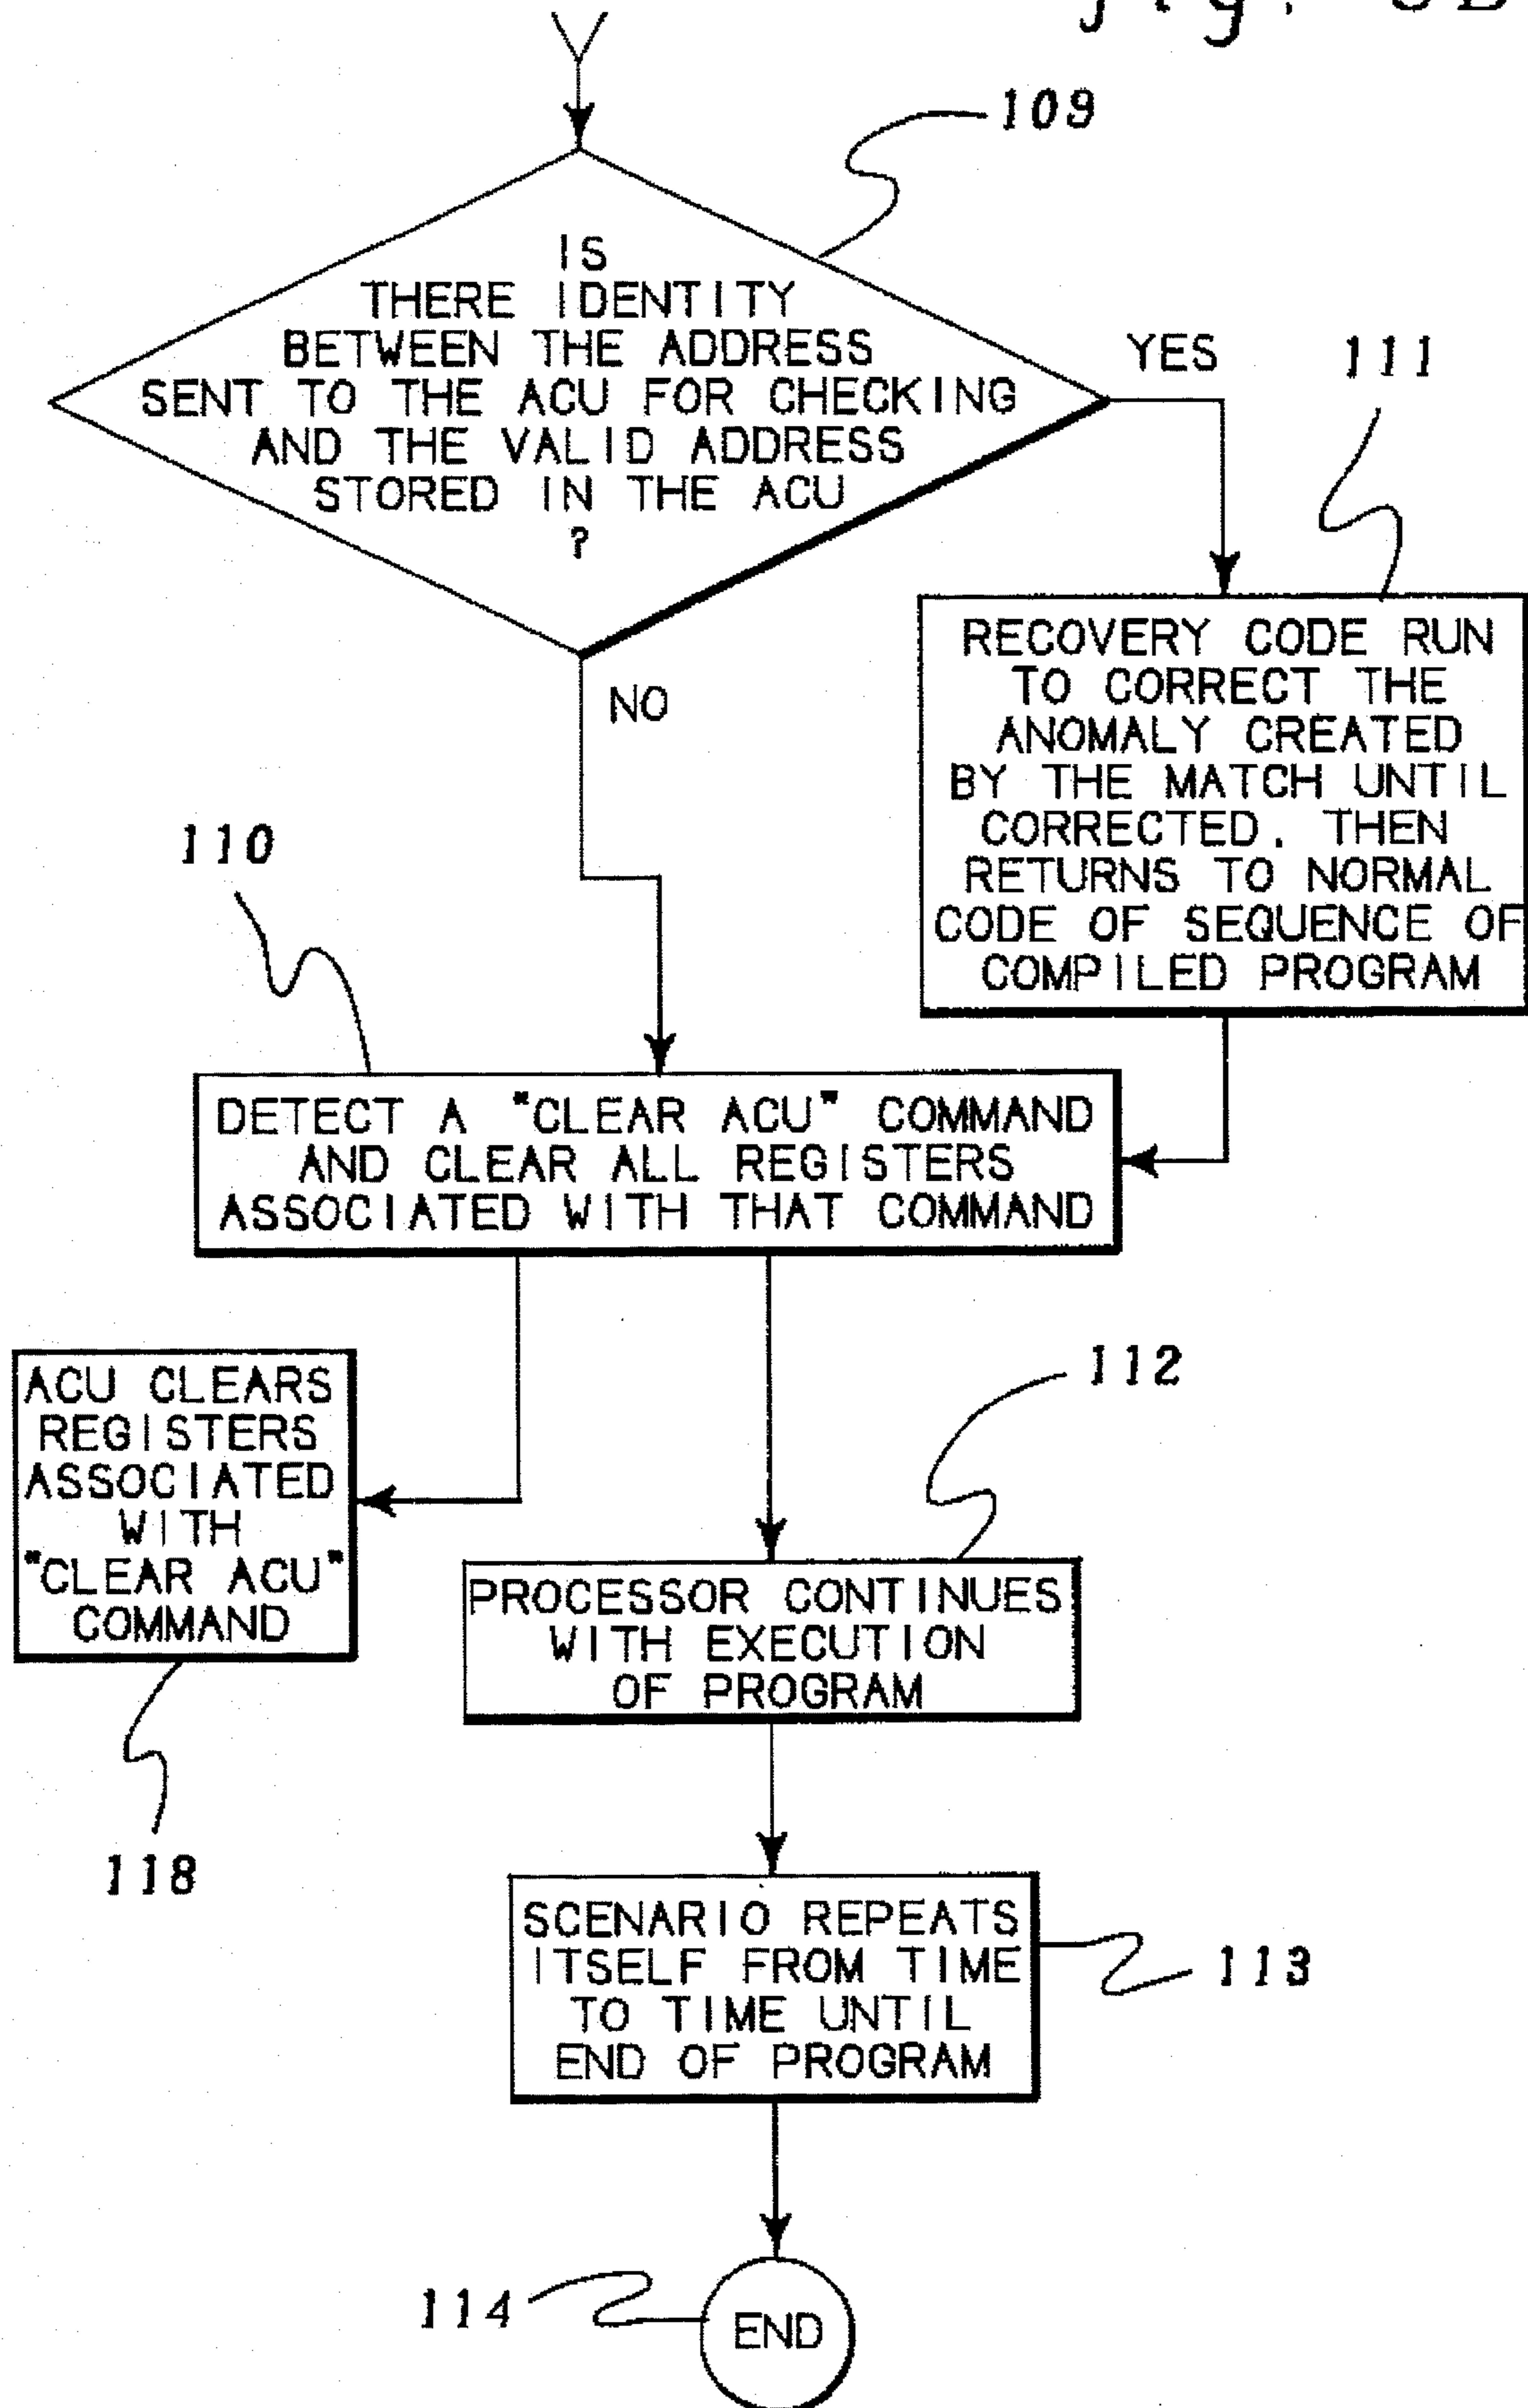 109
IS
THERE IDENTITY
BETWEEN THE ADDRESS
SENT TO THE ACU FOR CHECKING
AND THE VALID ADDRESS
STORED IN THE ACU
?
YES
111
NO
RECOVERY CODE RUN
TO CORRECT THE
ANOMALY CREATED
BY THE MATCH UNTIL
CORRECTED. THEN
RETURNS TO NORMAL
CODE OF SEQUENCE OF
COMPILED PROGRAM
110
DETECT A "CLEAR ACU" COMMAND
AND CLEAR ALL REGISTERS
ASSOCIATED WITH THAT COMMAND
ACU CLEARS
REGISTERS
ASSOCIATED
WITH
"CLEAR ACU"
COMMAND
118
112
PROCESSOR CONTINUES
WITH EXECUTION
OF PROGRAM
SCENARIO REPEATS
ITSELF FROM TIME
TO TIME UNTIL
END OF PROGRAM
113
114
END